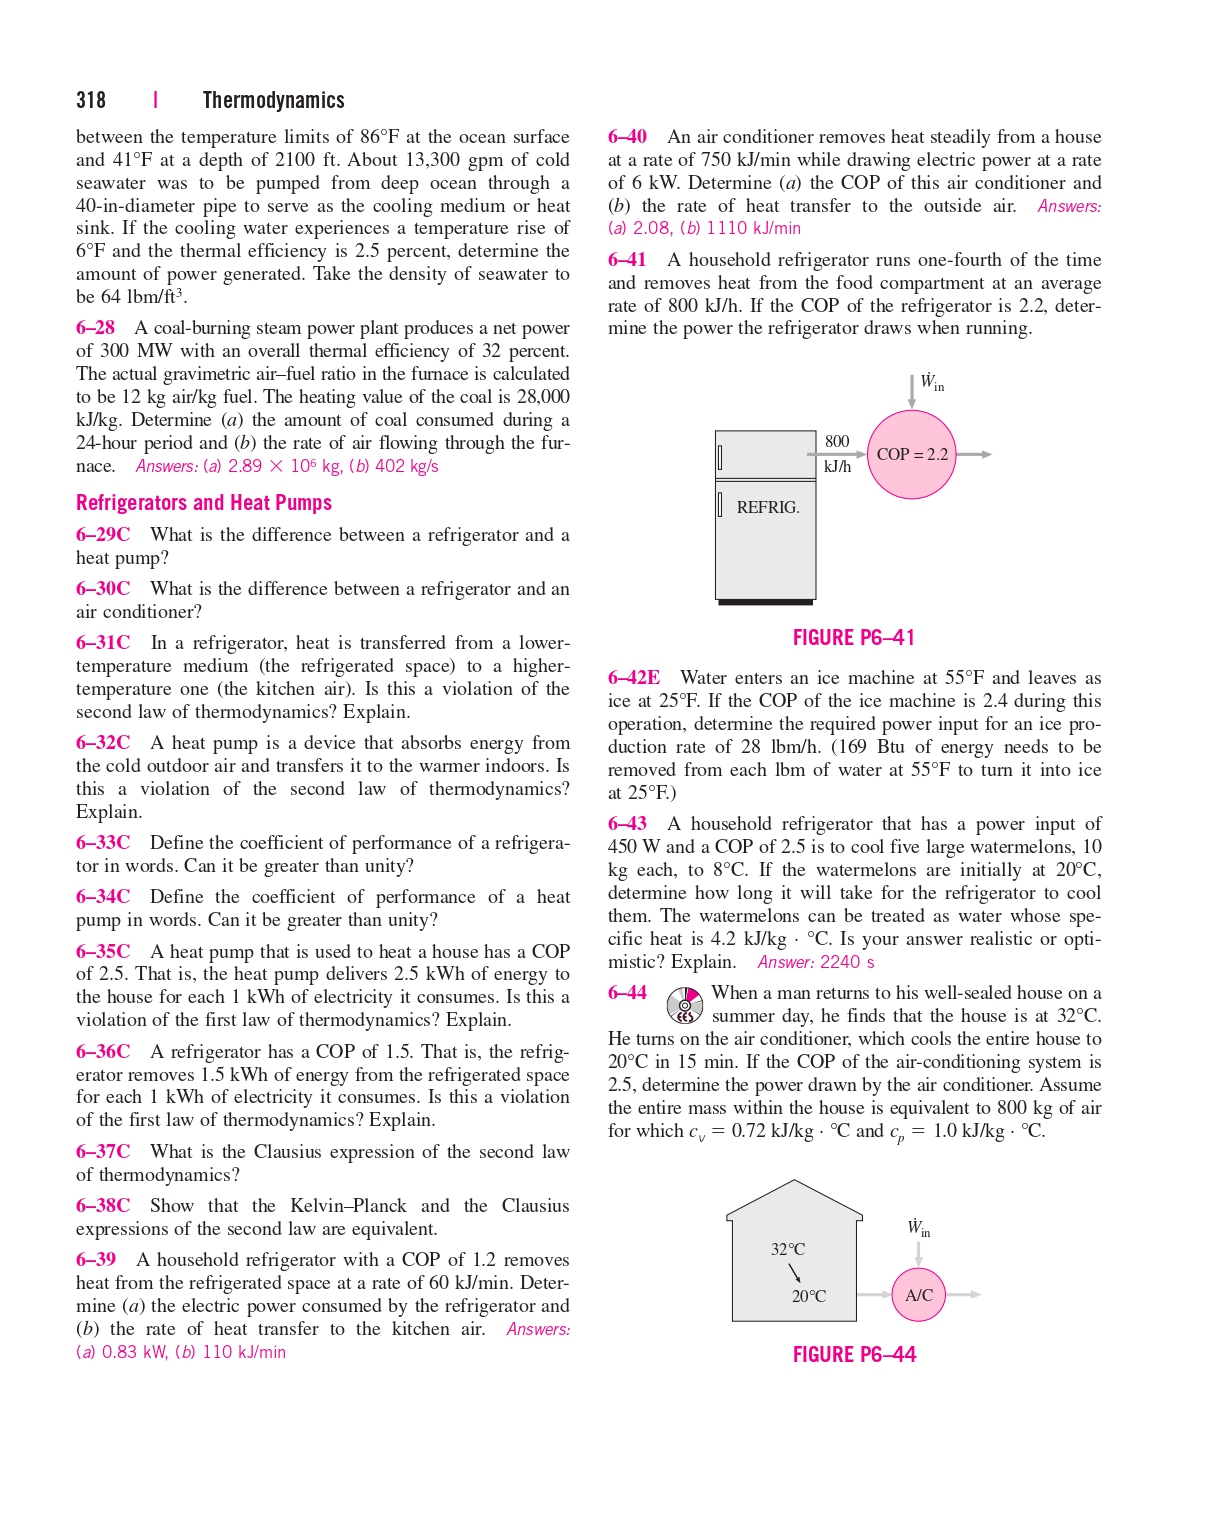 318 | Thermodynamics
between the temperature limits of 86°F at the ocean surface
and 41°F at a depth of 2100 ft. About 13,300 gpm of cold
seawater was to be pumped from deep ocean through a
40-in-diameter pipe to serve as the cooling medium or heat
sink. If the cooling water experiences a temperature rise of
6°F and the thermal efficiency is 2.5 percent, determine the
amount of power generated. Take the density of seawater to
be 64 lbm/ft³.
6–28 A coal-burning steam power plant produces a net power
of 300 MW with an overall thermal efficiency of 32 percent.
The actual gravimetric air–fuel ratio in the furnace is calculated
to be 12 kg air/kg fuel. The heating value of the coal is 28,000
kJ/kg. Determine (a) the amount of coal consumed during a
24-hour period and (b) the rate of air flowing through the fur-
nace. Answers: (a) 2.89 × 10⁶ kg, (b) 402 kg/s
Refrigerators and Heat Pumps
6–29C What is the difference between a refrigerator and a
heat pump?
6–30C What is the difference between a refrigerator and an
air conditioner?
6–31C In a refrigerator, heat is transferred from a lower-
temperature medium (the refrigerated space) to a higher-
temperature one (the kitchen air). Is this a violation of the
second law of thermodynamics? Explain.
6–32C A heat pump is a device that absorbs energy from
the cold outdoor air and transfers it to the warmer indoors. Is
this a violation of the second law of thermodynamics?
Explain.
6–33C Define the coefficient of performance of a refrigera-
tor in words. Can it be greater than unity?
6–34C Define the coefficient of performance of a heat
pump in words. Can it be greater than unity?
6–35C A heat pump that is used to heat a house has a COP
of 2.5. That is, the heat pump delivers 2.5 kWh of energy to
the house for each 1 kWh of electricity it consumes. Is this a
violation of the first law of thermodynamics? Explain.
6–36C A refrigerator has a COP of 1.5. That is, the refrig-
erator removes 1.5 kWh of energy from the refrigerated space
for each 1 kWh of electricity it consumes. Is this a violation
of the first law of thermodynamics? Explain.
6–37C What is the Clausius expression of the second law
of thermodynamics?
6–38C Show that the Kelvin–Planck and the Clausius
expressions of the second law are equivalent.
6–39 A household refrigerator with a COP of 1.2 removes
heat from the refrigerated space at a rate of 60 kJ/min. Deter-
mine (a) the electric power consumed by the refrigerator and
(b) the rate of heat transfer to the kitchen air. Answers:
(a) 0.83 kW, (b) 110 kJ/min
6–40 An air conditioner removes heat steadily from a house
at a rate of 750 kJ/min while drawing electric power at a rate
of 6 kW. Determine (a) the COP of this air conditioner and
(b) the rate of heat transfer to the outside air. Answers:
(a) 2.08, (b) 1110 kJ/min
6–41 A household refrigerator runs one-fourth of the time
and removes heat from the food compartment at an average
rate of 800 kJ/h. If the COP of the refrigerator is 2.2, deter-
mine the power the refrigerator draws when running.
Ẇin
800
kJ/h
COP = 2.2
REFRIG.
FIGURE P6–41
6–42E Water enters an ice machine at 55°F and leaves as
ice at 25°F. If the COP of the ice machine is 2.4 during this
operation, determine the required power input for an ice pro-
duction rate of 28 lbm/h. (169 Btu of energy needs to be
removed from each lbm of water at 55°F to turn it into ice
at 25°F.)
6–43 A household refrigerator that has a power input of
450 W and a COP of 2.5 is to cool five large watermelons, 10
kg each, to 8°C. If the watermelons are initially at 20°C,
determine how long it will take for the refrigerator to cool
them. The watermelons can be treated as water whose spe-
cific heat is 4.2 kJ/kg · °C. Is your answer realistic or opti-
mistic? Explain. Answer: 2240 s
6–44 EES When a man returns to his well-sealed house on a
summer day, he finds that the house is at 32°C.
He turns on the air conditioner, which cools the entire house to
20°C in 15 min. If the COP of the air-conditioning system is
2.5, determine the power drawn by the air conditioner. Assume
the entire mass within the house is equivalent to 800 kg of air
for which cv = 0.72 kJ/kg · °C and cp = 1.0 kJ/kg · °C.
Ẇin
32°C
20°C
A/C
FIGURE P6–44